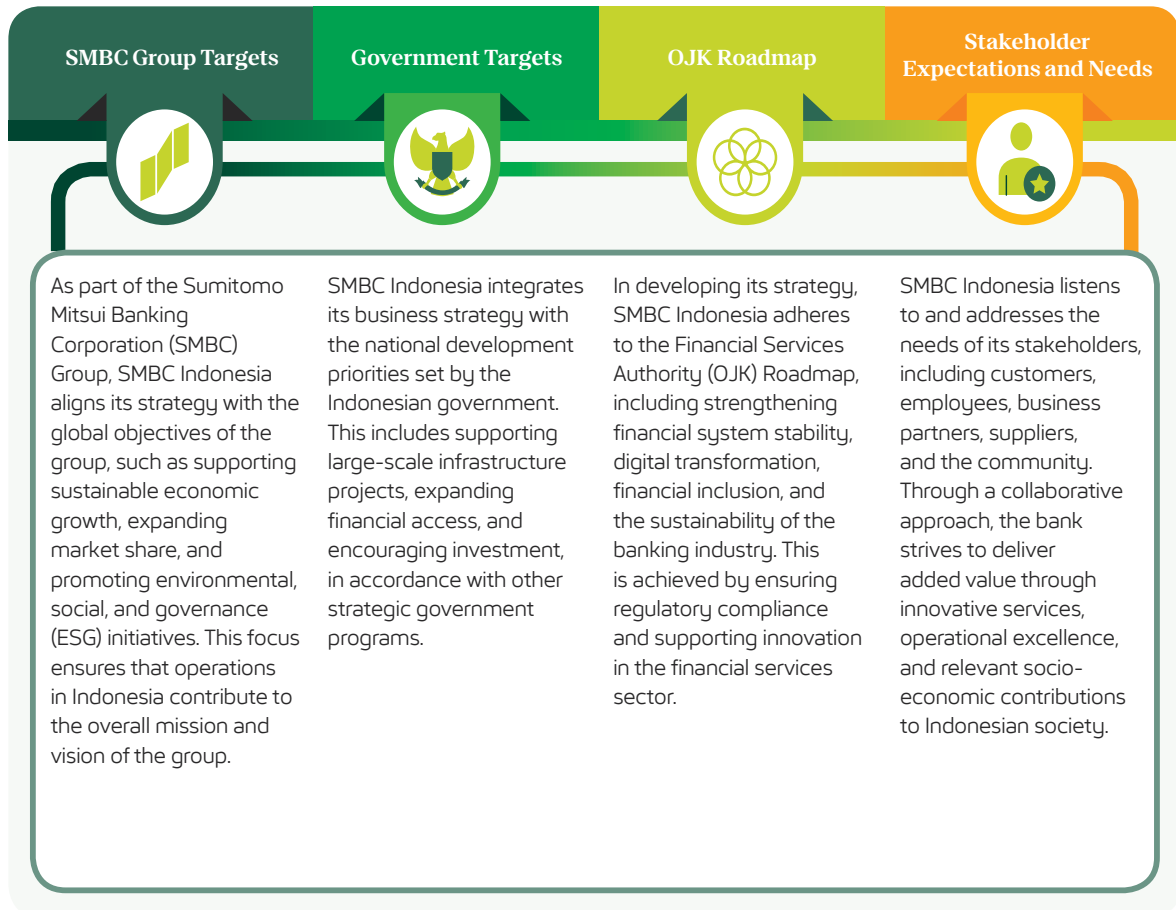 SMBC Group Targets
Government Targets
OJK Roadmap
Stakeholder
Expectations and Needs
As part of the Sumitomo
Mitsui Banking
Corporation (SMBC)
Group, SMBC Indonesia
aligns its strategy with the
global objectives of the
group, such as supporting
sustainable economic
growth, expanding
market share, and
promoting environmental,
social, and governance
(ESG) initiatives. This focus
ensures that operations
in Indonesia contribute to
the overall mission and
vision of the group.
SMBC Indonesia integrates
its business strategy with
the national development
priorities set by the
Indonesian government.
This includes supporting
large-scale infrastructure
projects, expanding
financial access, and
encouraging investment,
in accordance with other
strategic government
programs.
In developing its strategy,
SMBC Indonesia adheres
to the Financial Services
Authority (OJK) Roadmap,
including strengthening
financial system stability,
digital transformation,
financial inclusion, and
the sustainability of the
banking industry. This
is achieved by ensuring
regulatory compliance
and supporting innovation
in the financial services
sector.
SMBC Indonesia listens
to and addresses the
needs of its stakeholders,
including customers,
employees, business
partners, suppliers,
and the community.
Through a collaborative
approach, the bank
strives to deliver
added value through
innovative services,
operational excellence,
and relevant socio-
economic contributions
to Indonesian society.